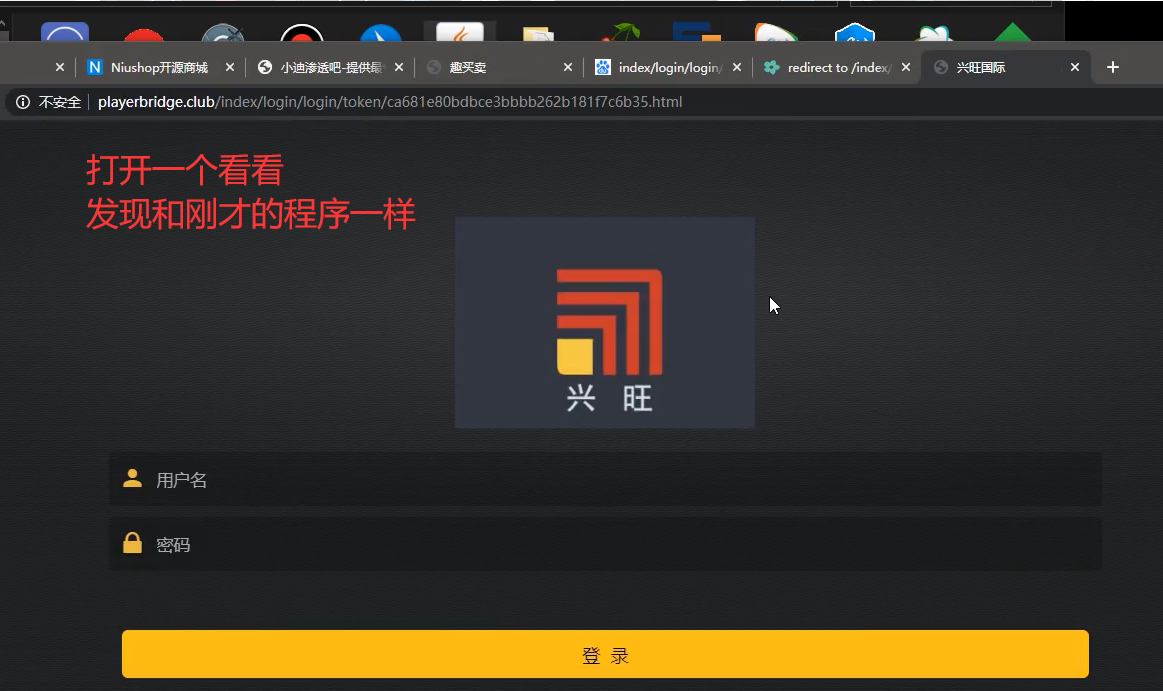 Niushop开源商城
小迪渗透吧-提供最
趣买卖
index/login/login/
redirect to /index/
兴旺国际
不安全
playerbridge.club/index/login/login/token/ca681e80bdbce3bbbb262b181f7c6b35.html
打开一个看看
发现和刚才的程序一样
兴 旺
用户名
密码
登 录